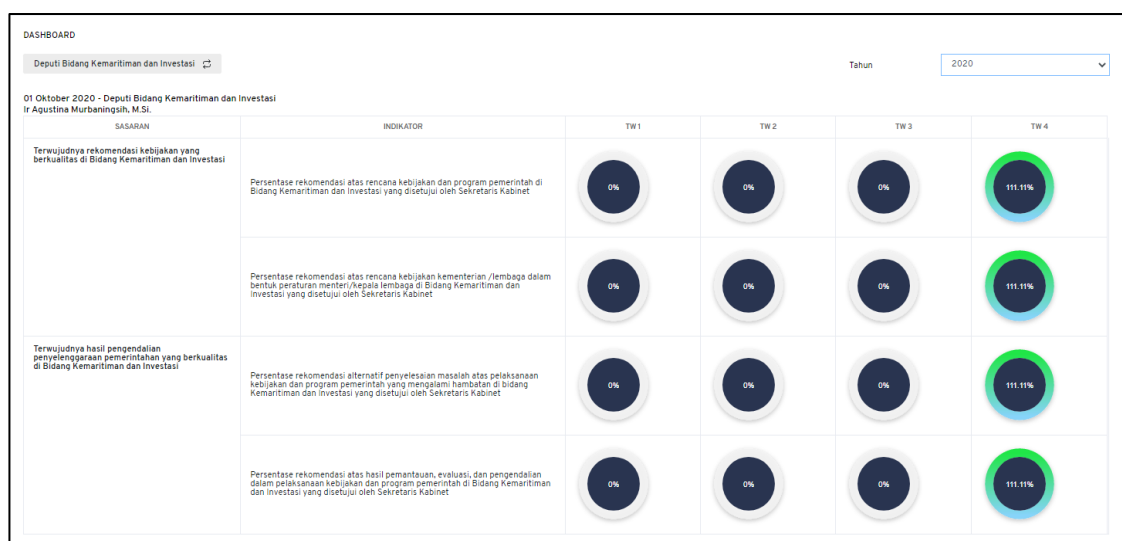 DASHBOARD
Deputi Bidang Kemaritiman dan Investasi
Tahun
2020
01 Oktober 2020 - Deputi Bidang Kemaritiman dan Investasi
Ir Agustina Murbaningsih, M.Si.
SASARAN INDIKATOR TW 1 TW 2 TW 3 TW 4
Terwujudnya rekomendasi kebijakan yang
berkualitas di Bidang Kemaritiman dan Investasi
Persentase rekomendasi atas rencana kebijakan dan program pemerintah di
Bidang Kemaritiman dan Investasi yang disetujui oleh Sekretaris Kabinet
0% 0% 0% 111.11%
Persentase rekomendasi atas rencana kebijakan kementerian /lembaga dalam
bentuk peraturan menteri/kepala lembaga di Bidang Kemaritiman dan
Investasi yang disetujui oleh Sekretaris Kabinet
0% 0% 0% 111.11%
Terwujudnya hasil pengendalian
penyelenggaraan pemerintahan yang berkualitas
di Bidang Kemaritiman dan Investasi
Persentase rekomendasi alternatif penyelesaian masalah atas pelaksanaan
kebijakan dan program pemerintah yang mengalami hambatan di bidang
Kemaritiman dan Investasi yang disetujui oleh Sekretaris Kabinet
0% 0% 0% 111.11%
Persentase rekomendasi atas hasil pemantauan, evaluasi, dan pengendalian
dalam pelaksanaan kebijakan dan program pemerintah di Bidang Kemaritiman
dan Investasi yang disetujui oleh Sekretaris Kabinet
0% 0% 0% 111.11%